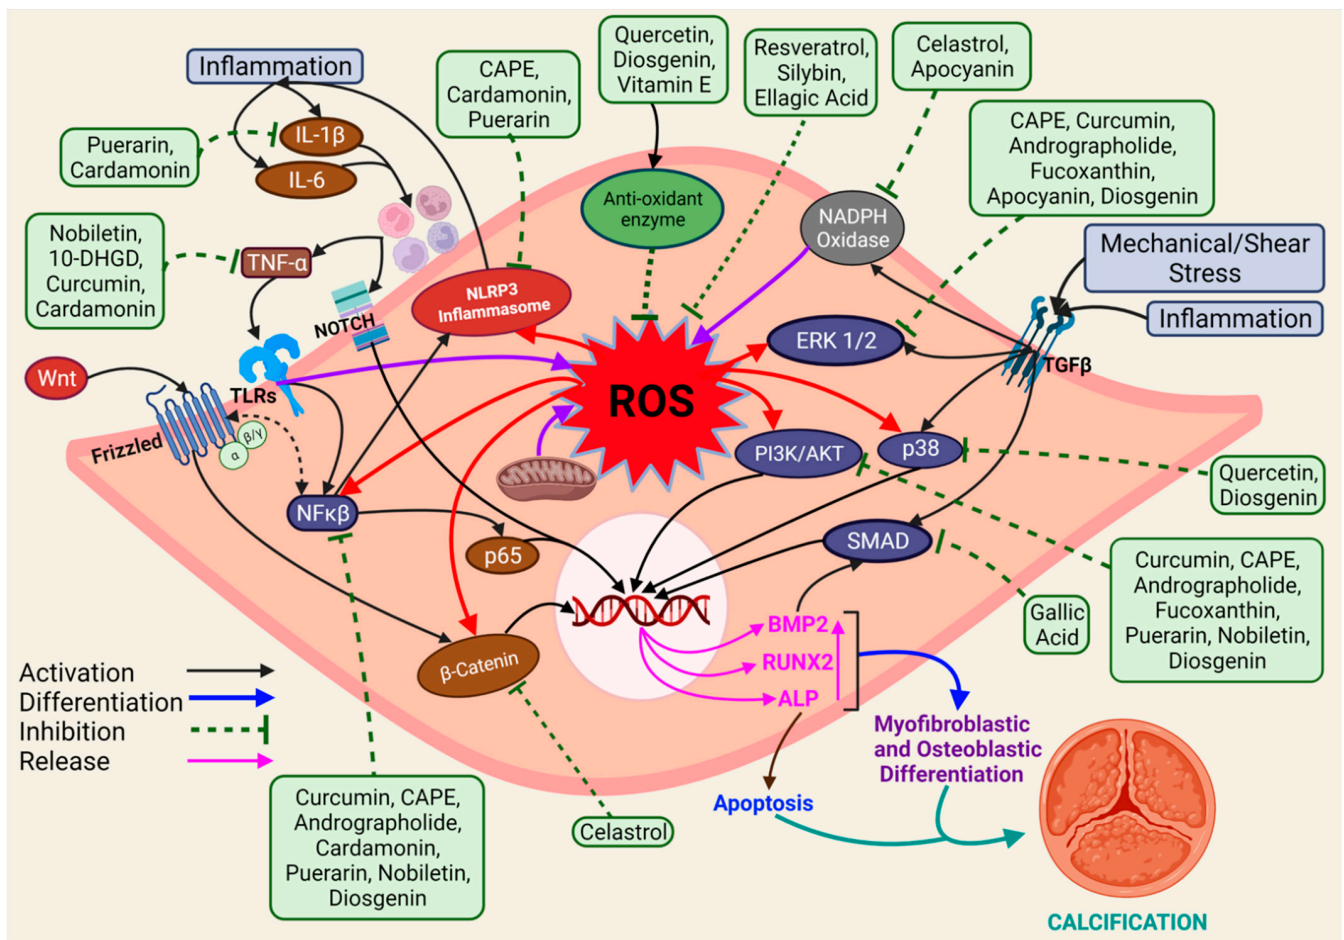 Inflammation
IL-1β
IL-6
Puerarin,
Cardamonin
Nobiletin,
10-DHGD,
Curcumin,
Cardamonin
TNF-α
NOTCH
TLRs
Wnt
Frizzled
α
β/γ
CAPE,
Cardamonin,
Puerarin
NLRP3
Inflammasome
Quercetin,
Diosgenin,
Vitamin E
Anti-oxidant
enzyme
Resveratrol,
Silybin,
Ellagic Acid
Celastrol,
Apocyanin
NADPH
Oxidase
CAPE, Curcumin,
Andrographolide,
Fucoxanthin,
Apocyanin, Diosgenin
Mechanical/Shear
Stress
Inflammation
TGFβ
ROS
ERK 1/2
PI3K/AKT
p38
SMAD
Quercetin,
Diosgenin
Curcumin, CAPE,
Andrographolide,
Fucoxanthin,
Puerarin, Nobiletin,
Diosgenin
Gallic
Acid
NFκβ
p65
β-Catenin
BMP2
RUNX2
ALP
Activation
Differentiation
Inhibition
Release
Curcumin, CAPE,
Andrographolide,
Cardamonin,
Puerarin, Nobiletin,
Diosgenin
Celastrol
Apoptosis
Myofibroblastic
and Osteoblastic
Differentiation
CALCIFICATION